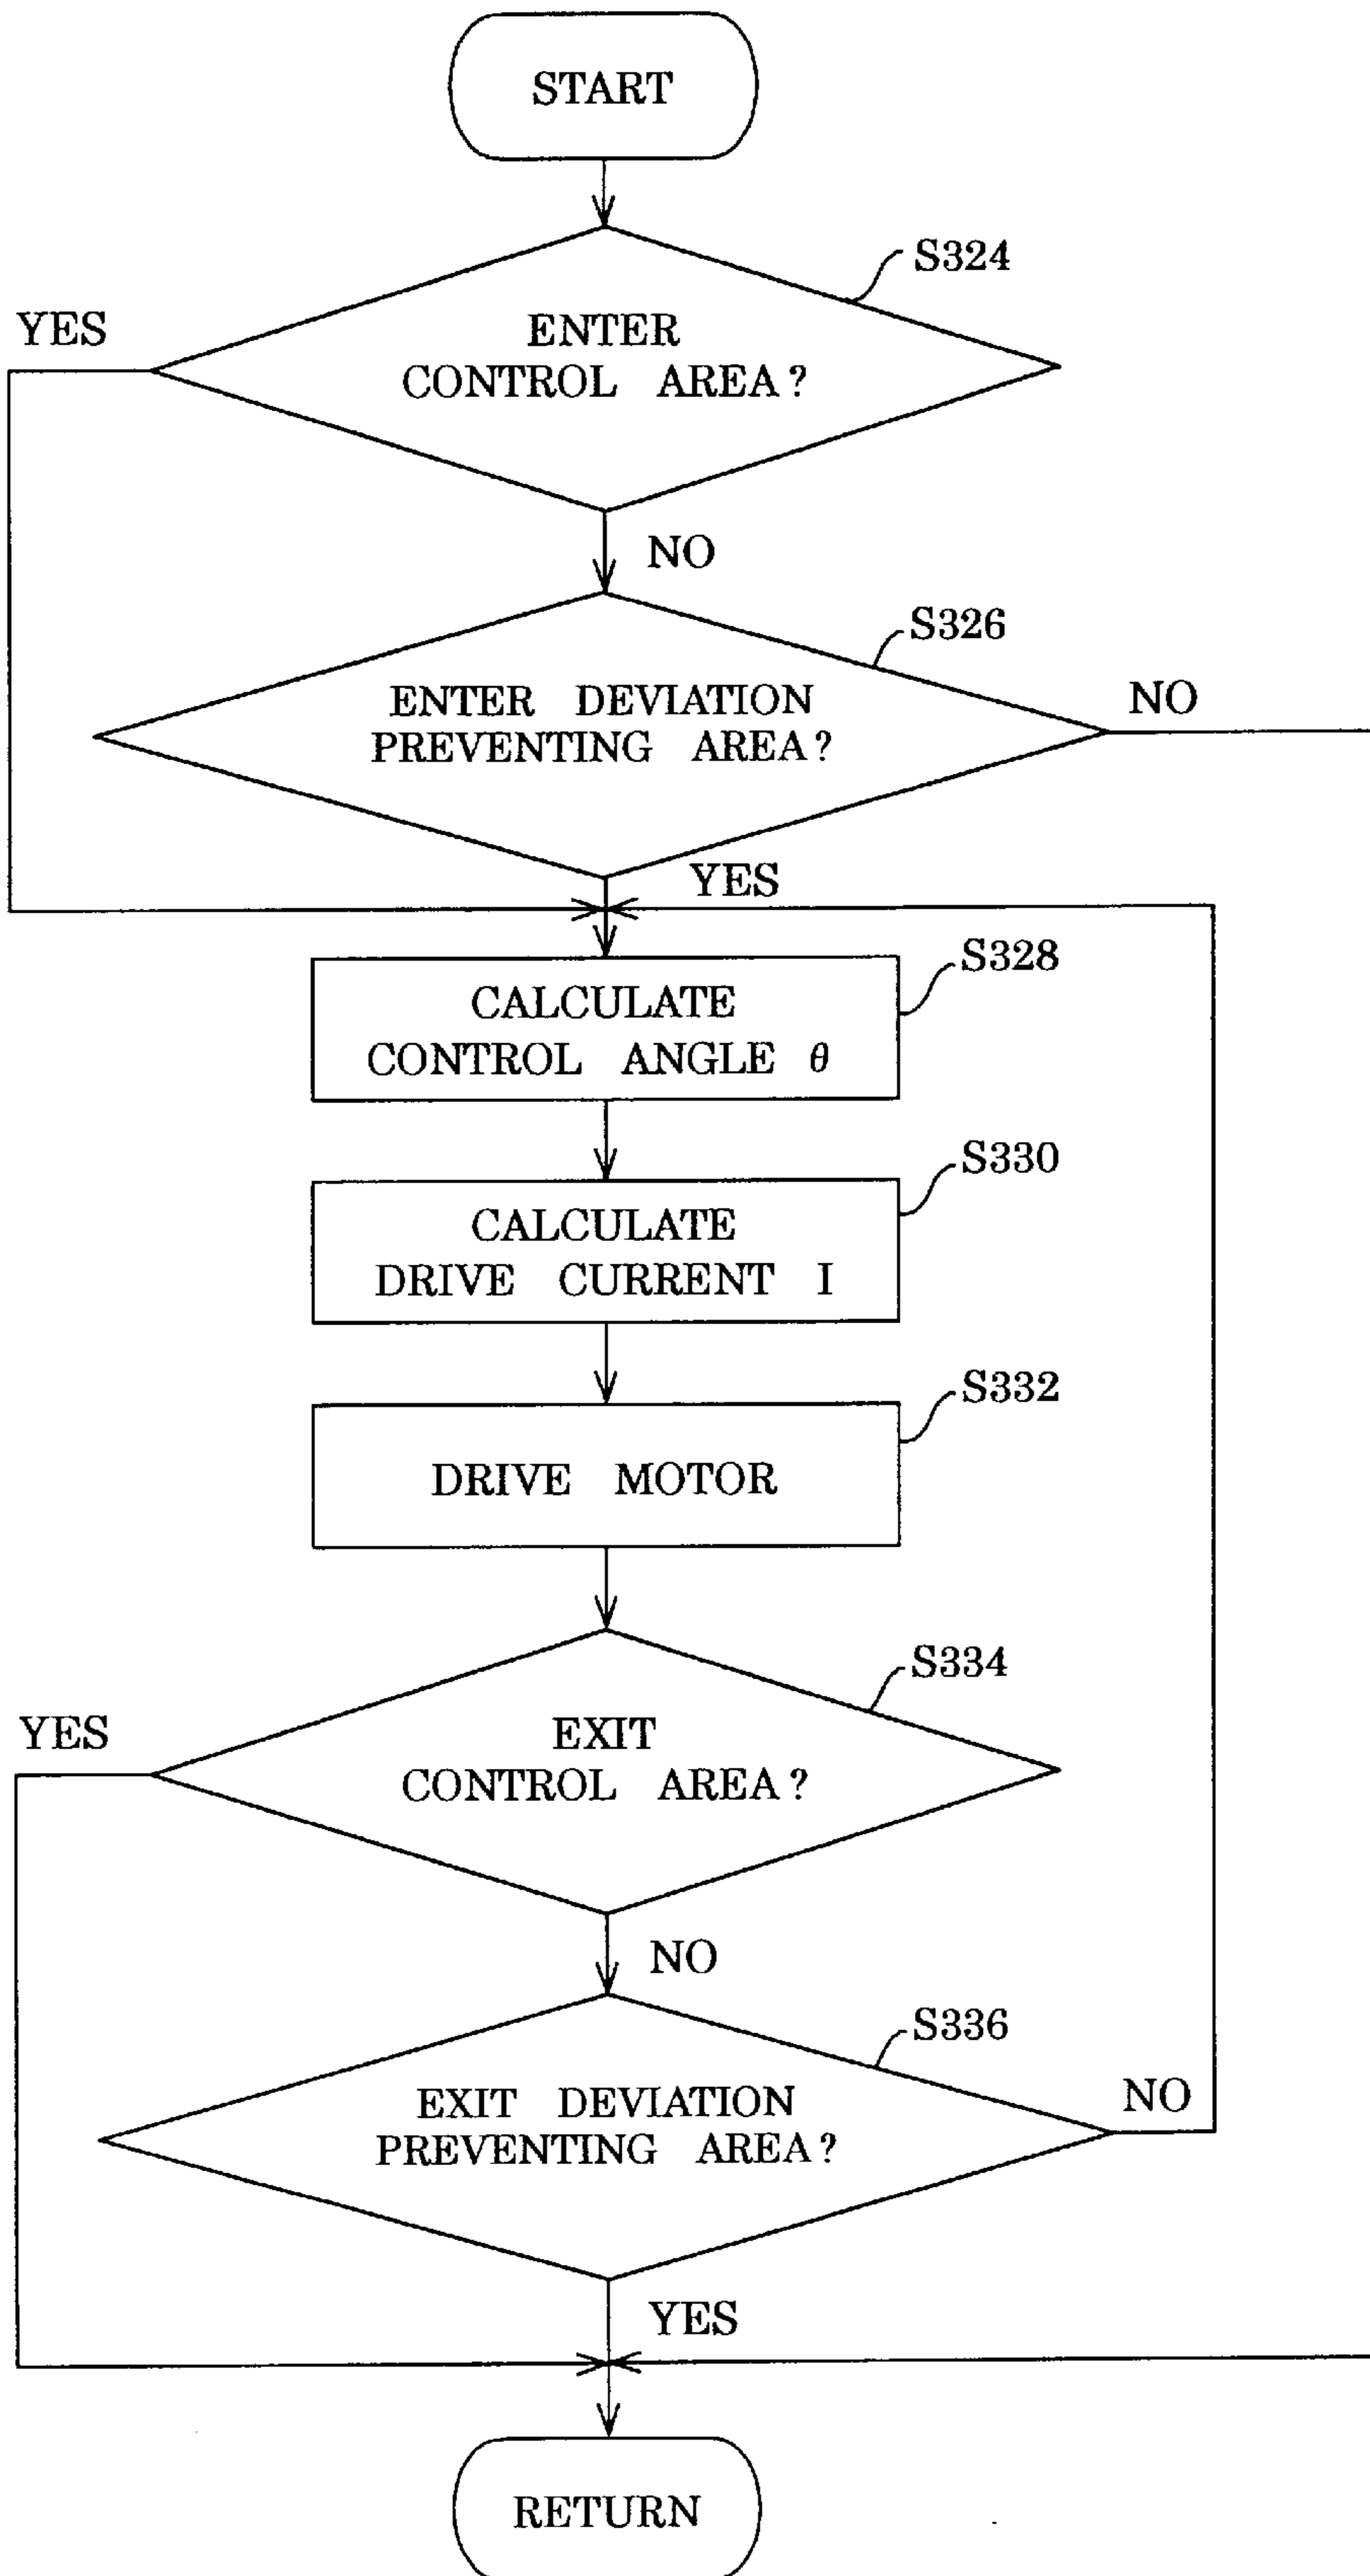 START
S324
YES
ENTER
CONTROL AREA?
NO
S326
ENTER DEVIATION
PREVENTING AREA?
NO
YES
S328
CALCULATE
CONTROL ANGLE θ
S330
CALCULATE
DRIVE CURRENT I
S332
DRIVE MOTOR
S334
YES
EXIT
CONTROL AREA?
NO
S336
EXIT DEVIATION
PREVENTING AREA?
NO
YES
RETURN